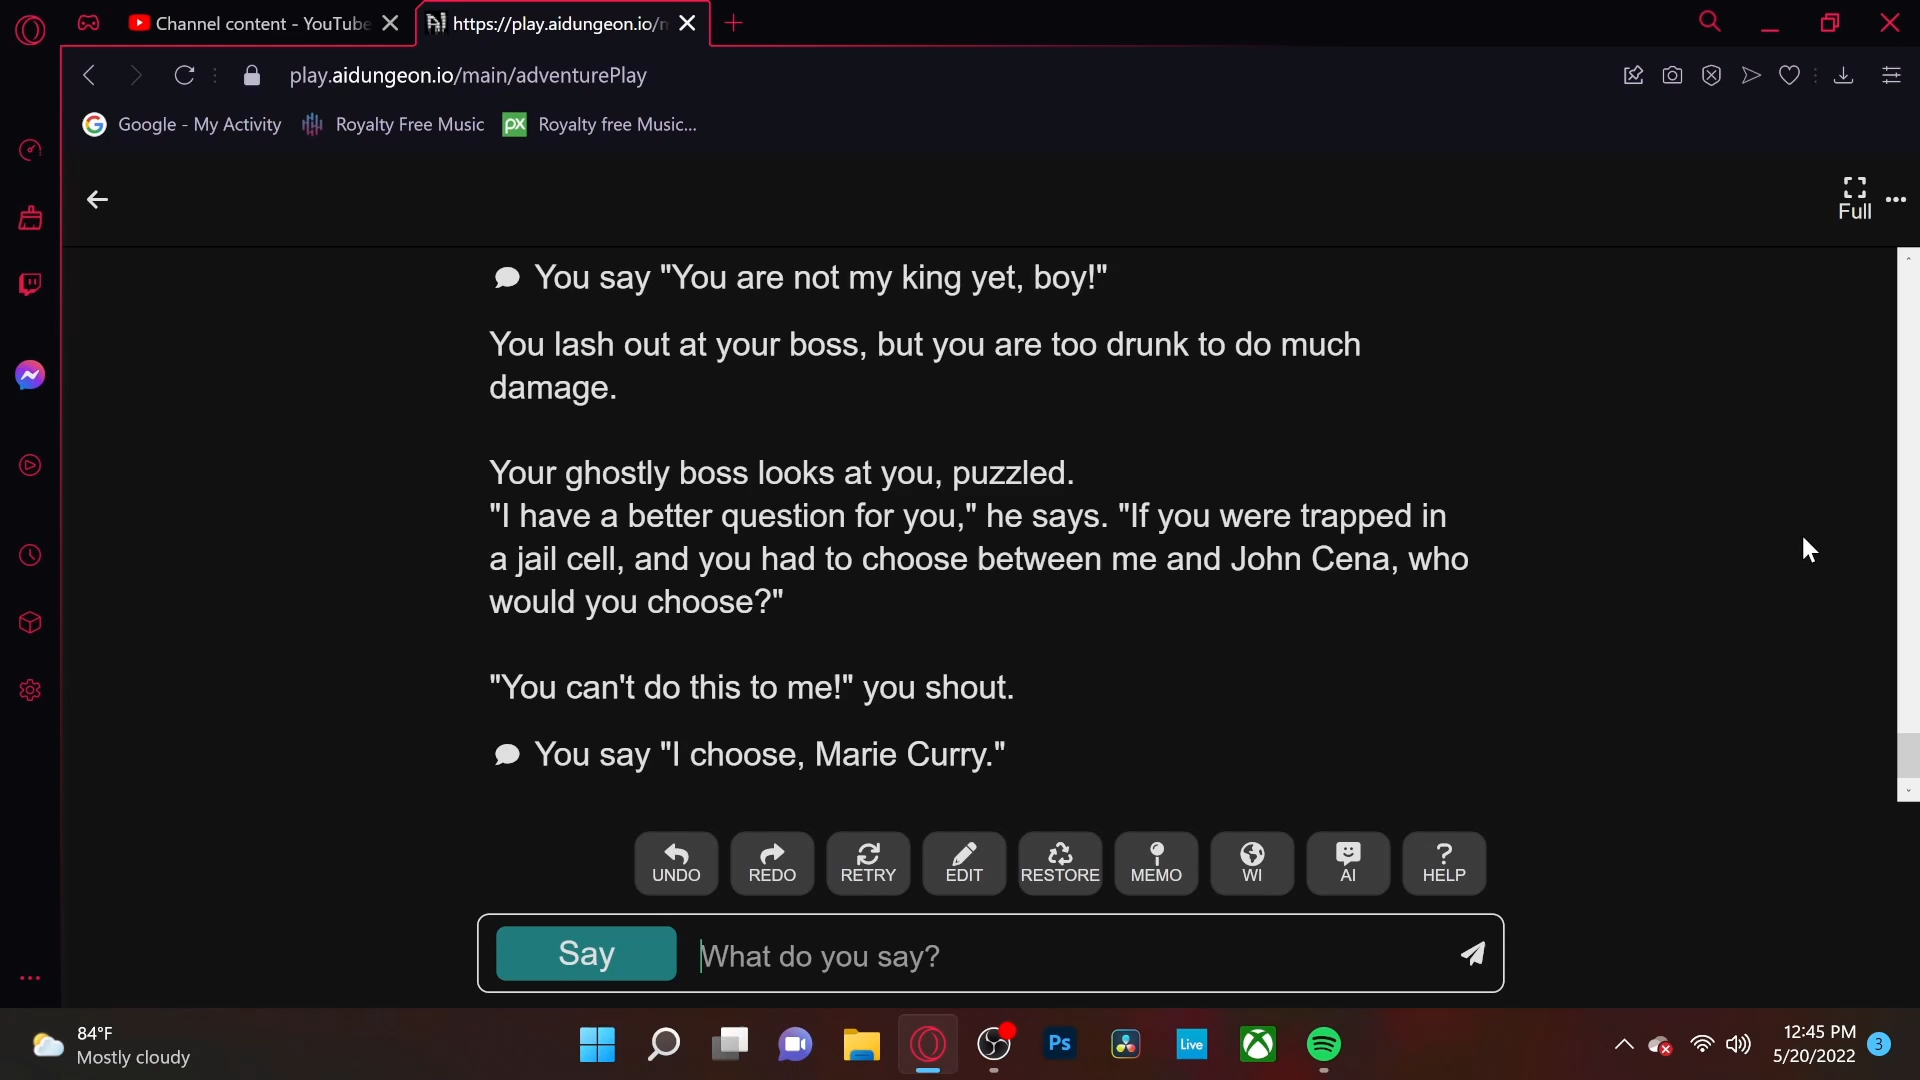 Channel content - YouTube
https://play.aidungeon.io/
play.aidungeon.io/main/adventurePlay
Google - My Activity
Royalty Free Music
px
Royalty free Music...
Full
You say "You are not my king yet, boy!"
You lash out at your boss, but you are too drunk to do much
damage.
Your ghostly boss looks at you, puzzled.
"I have a better question for you," he says. "If you were trapped in
a jail cell, and you had to choose between me and John Cena, who
would you choose?"
"You can't do this to me!" you shout.
You say "I choose, Marie Curry."
UNDO
REDO
RETRY
EDIT
RESTORE
MEMO
WI
AI
HELP
Say
What do you say?
84°F
Mostly cloudy
Ps
Live
12:45 PM
5/20/2022
3